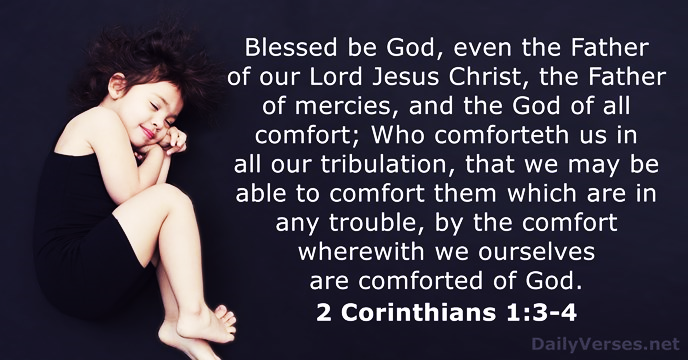 Blessed be God, even the Father
of our Lord Jesus Christ, the Father
of mercies, and the God of all
comfort; Who comforteth us in
all our tribulation, that we may be
able to comfort them which are in
any trouble, by the comfort
wherewith we ourselves
are comforted of God.
2 Corinthians 1:3-4
DailyVerses.net